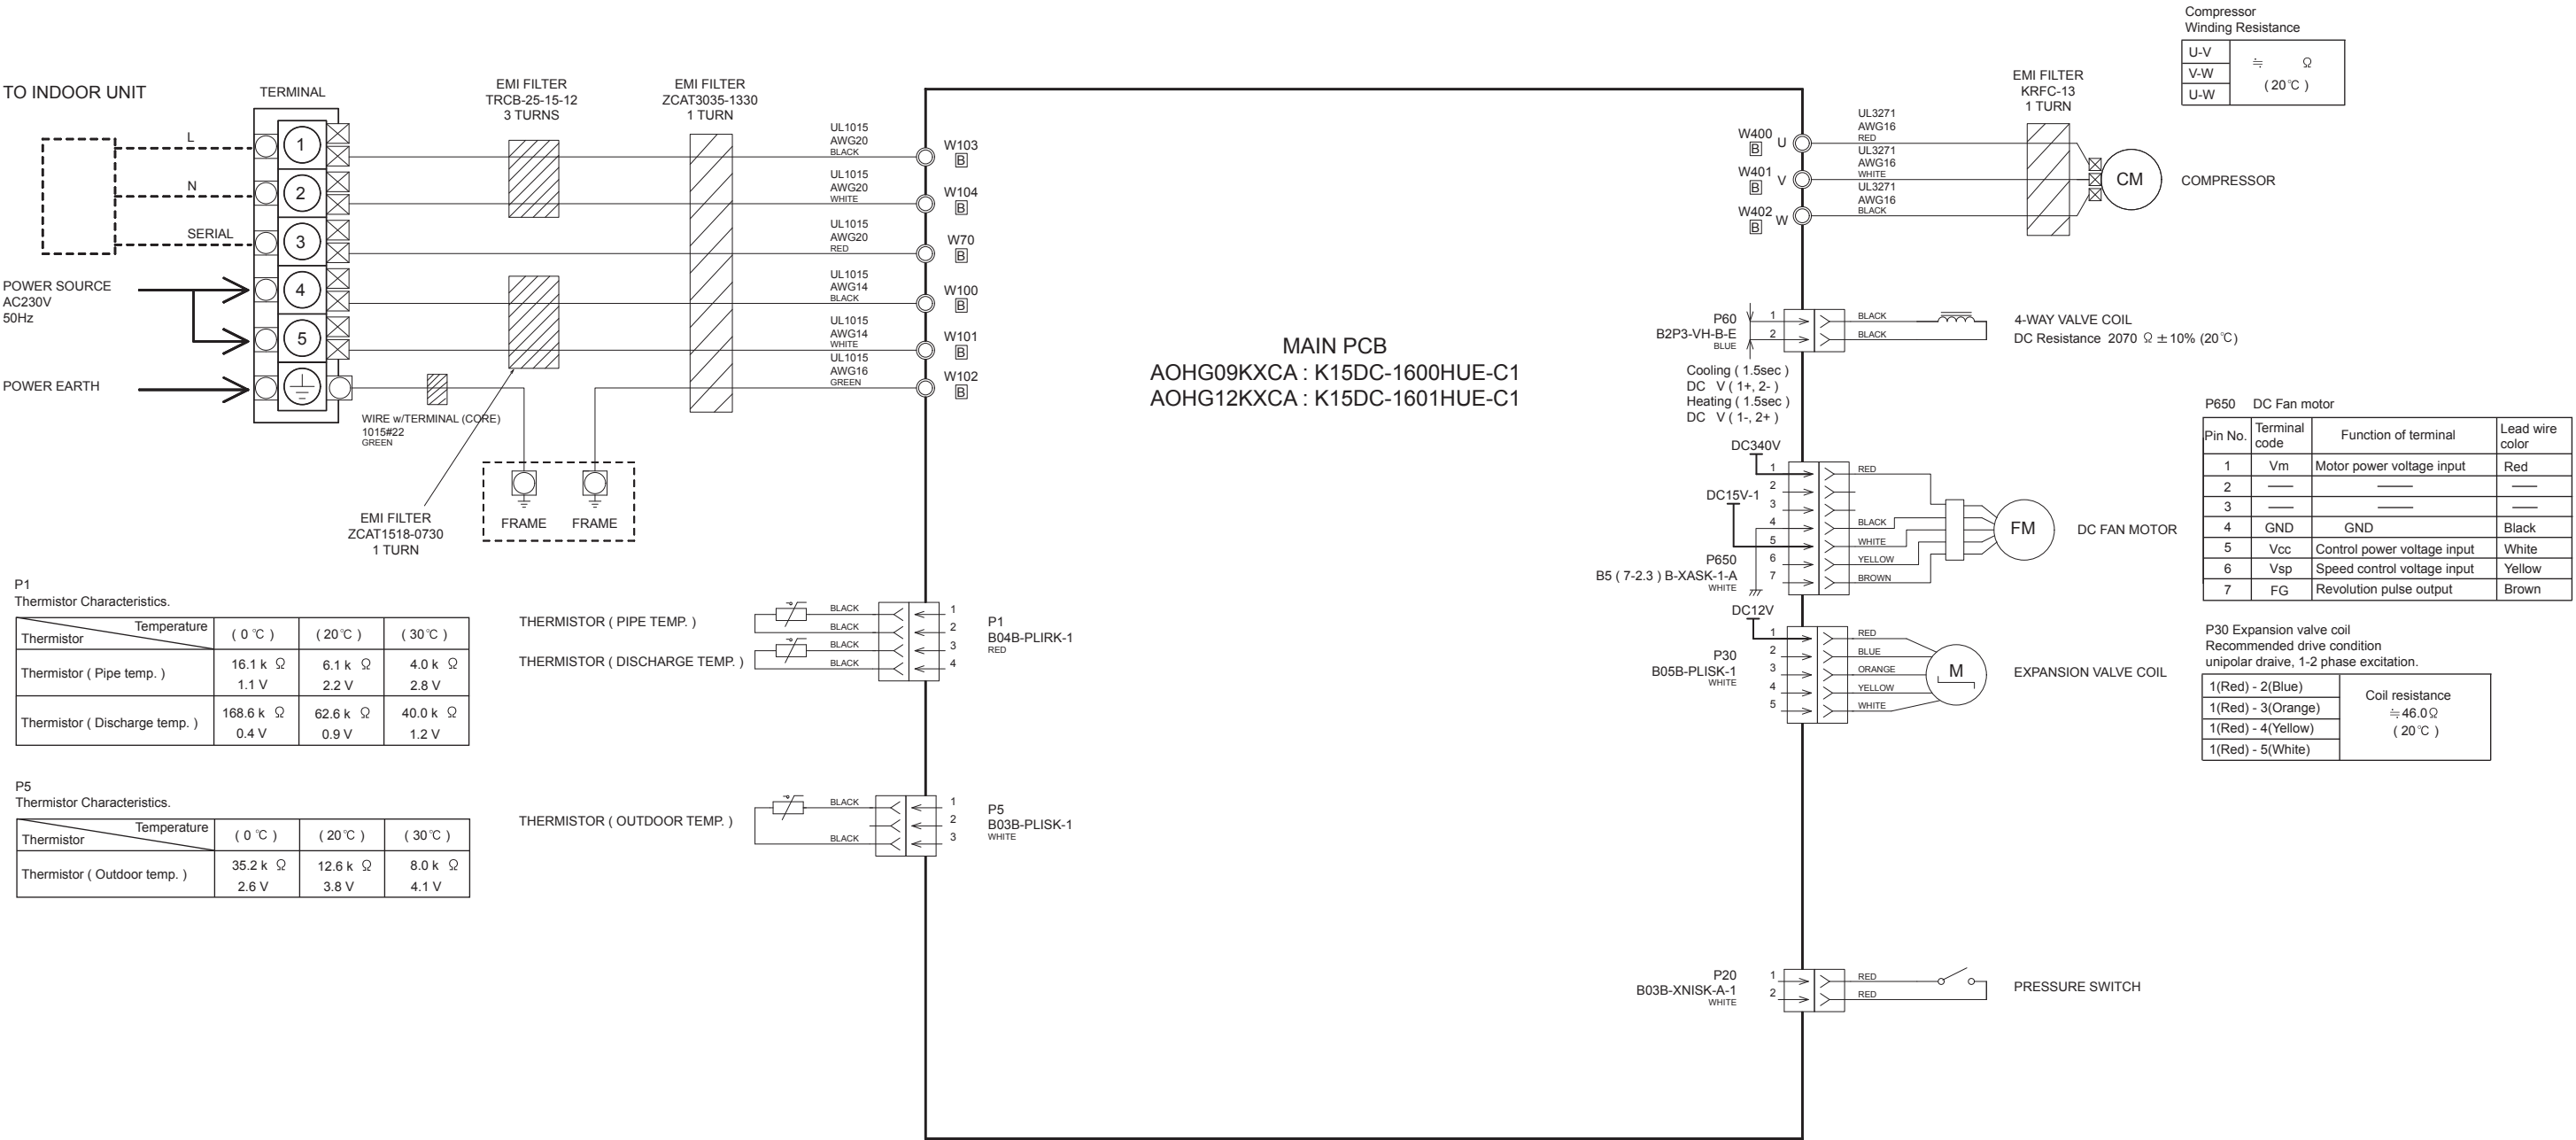 TO INDOOR UNIT
L
N
SERIAL
POWER SOURCE
AC230V
50Hz
POWER EARTH
TERMINAL
1
2
3
4
5
EMI FILTER
TRCB-25-15-12
3 TURNS
EMI FILTER
ZCAT3035-1330
1 TURN
UL1015
AWG20
BLACK
W103
B
UL1015
AWG20
WHITE
W104
B
UL1015
AWG20
RED
W70
B
UL1015
AWG14
BLACK
W100
B
UL1015
AWG14
WHITE
W101
B
UL1015
AWG16
GREEN
W102
B
WIRE w/TERMINAL (CORE)
1015#22
GREEN
EMI FILTER
ZCAT1518-0730
1 TURN
FRAME FRAME
MAIN PCB
AOHG09KXCA : K15DC-1600HUE-C1
AOHG12KXCA : K15DC-1601HUE-C1
P1
Thermistor Characteristics.
Temperature
Thermistor
( 0 ℃ ) ( 20℃ ) ( 30℃ )
Thermistor ( Pipe temp. )
16.1 k Ω 6.1 k Ω 4.0 k Ω
1.1 V 2.2 V 2.8 V
Thermistor ( Discharge temp. )
168.6 k Ω 62.6 k Ω 40.0 k Ω
0.4 V 0.9 V 1.2 V
P5
Thermistor Characteristics.
Temperature
Thermistor
( 0 ℃ ) ( 20℃ ) ( 30℃ )
Thermistor ( Outdoor temp. )
35.2 k Ω 12.6 k Ω 8.0 k Ω
2.6 V 3.8 V 4.1 V
THERMISTOR ( PIPE TEMP. )
THERMISTOR ( DISCHARGE TEMP. )
BLACK
BLACK
BLACK
BLACK
1
2
3
4
P1
B04B-PLIRK-1
RED
THERMISTOR ( OUTDOOR TEMP. )
BLACK
BLACK
1
2
3
P5
B03B-PLISK-1
WHITE
W400
B
U
W401
B
V
W402
B
W
UL3271
AWG16
RED
UL3271
AWG16
WHITE
UL3271
AWG16
BLACK
EMI FILTER
KRFC-13
1 TURN
CM
COMPRESSOR
Compressor
Winding Resistance
U-V
V-W
U-W
≒ Ω
( 20℃ )
P60
B2P3-VH-B-E
BLUE
1
2
BLACK
BLACK
4-WAY VALVE COIL
DC Resistance 2070 Ω ±10% (20℃)
Cooling ( 1.5sec )
DC V ( 1+, 2- )
Heating ( 1.5sec )
DC V ( 1-, 2+ )
DC340V
DC15V-1
1
2
3
4
5
6
7
P650
B5 ( 7-2.3 ) B-XASK-1-A
WHITE
RED
BLACK
WHITE
YELLOW
BROWN
FM
DC FAN MOTOR
P650 DC Fan motor
Pin No. Terminal code Function of terminal Lead wire color
1 Vm Motor power voltage input Red
2 — — —
3 — — —
4 GND GND Black
5 Vcc Control power voltage input White
6 Vsp Speed control voltage input Yellow
7 FG Revolution pulse output Brown
DC12V
1
2
3
4
5
P30
B05B-PLISK-1
WHITE
RED
BLUE
ORANGE
YELLOW
WHITE
M
EXPANSION VALVE COIL
P30 Expansion valve coil
Recommended drive condition
unipolar draive, 1-2 phase excitation.
1(Red) - 2(Blue)
1(Red) - 3(Orange)
1(Red) - 4(Yellow)
1(Red) - 5(White)
Coil resistance
≒46.0Ω
( 20℃ )
P20
B03B-XNISK-A-1
WHITE
1
2
RED
RED
PRESSURE SWITCH